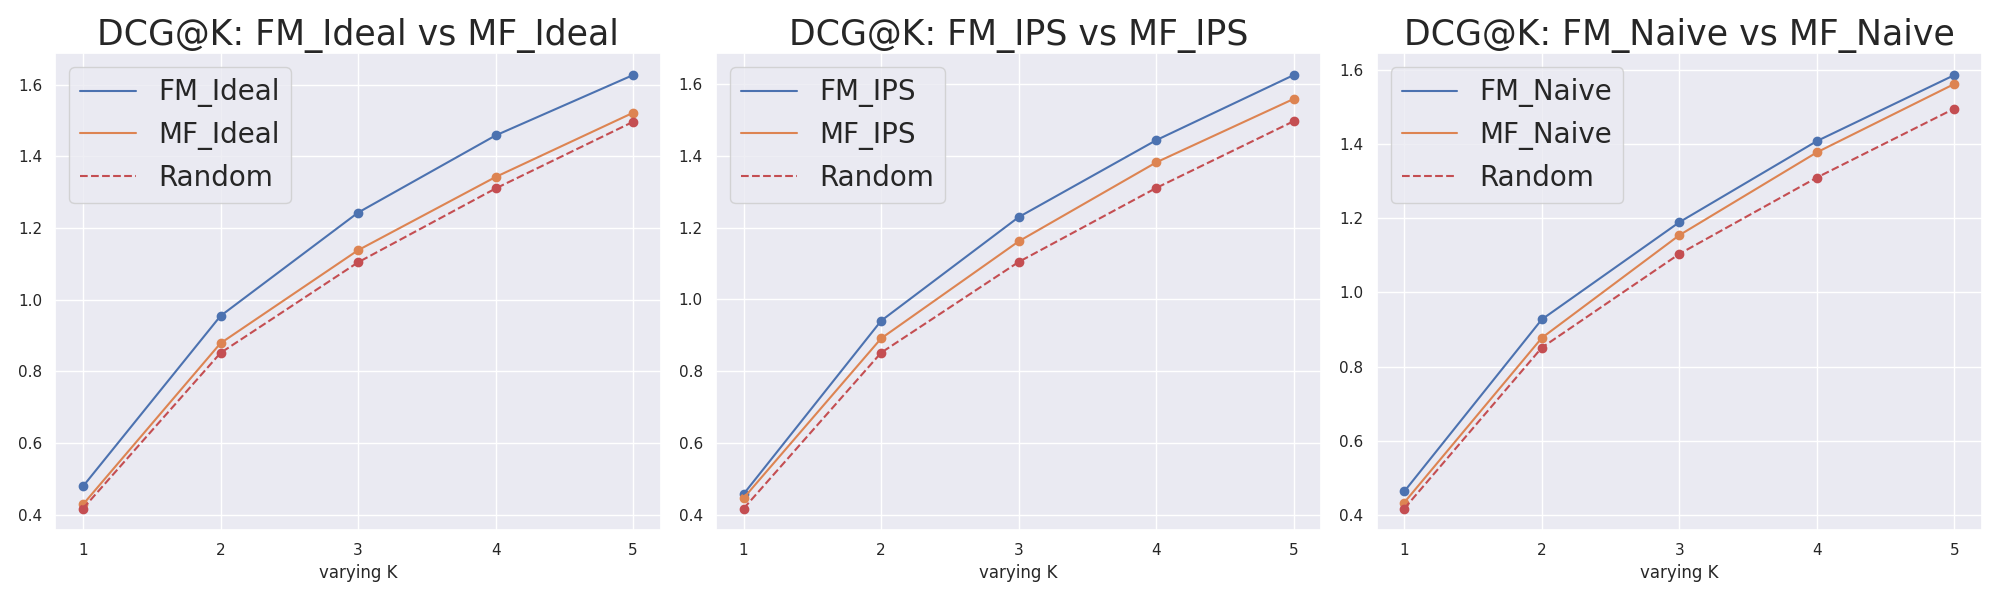 DCG@K: FM_Ideal vs MF_Ideal
FM_Ideal
MF_Ideal
Random
1.6
1.4
1.2
1.0
0.8
0.6
0.4
1 2 3 4 5
varying K
DCG@K: FM_IPS vs MF_IPS
FM_IPS
MF_IPS
Random
1.6
1.4
1.2
1.0
0.8
0.6
0.4
1 2 3 4 5
varying K
DCG@K: FM_Naive vs MF_Naive
FM_Naive
MF_Naive
Random
1.6
1.4
1.2
1.0
0.8
0.6
0.4
1 2 3 4 5
varying K